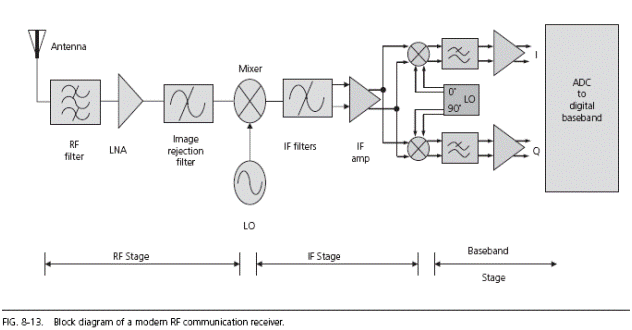 Antenna
RF
filter
LNA
Image
rejection
filter
Mixer
LO
IF filters
IF
amp
0°
LO
90°
I
Q
ADC
to
digital
baseband
RF Stage
IF Stage
Baseband
Stage
FIG. 8-13. Block diagram of a modern RF communication receiver.